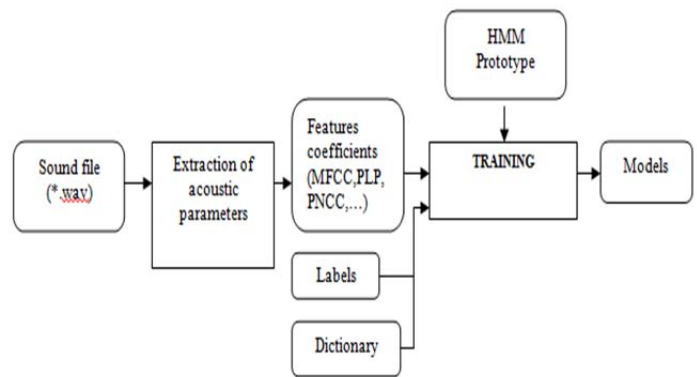 HMM
Prototype
Sound file
(*.wav)
Extraction of
acoustic
parameters
Features
coefficients
(MFCC,PLP,
PNCC,...)
TRAINING
Models
Labels
Dictionary